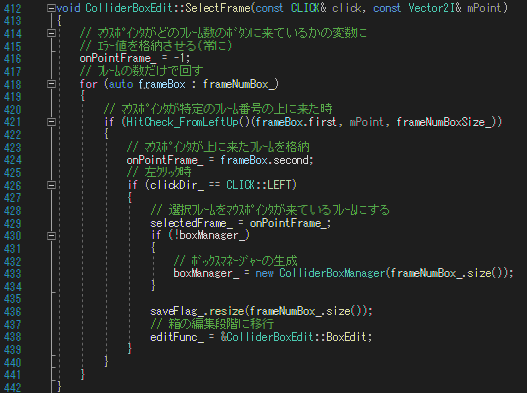 412 void ColliderBoxEdit::SelectFrame(const CLICK& click, const Vector2I& mPoint)
413 {
414 // ﾏｳｽﾎﾟｲﾝﾀがどのﾌﾚｰﾑ数のﾎﾞﾀﾝに来ているかの変数に
415 // ｴﾗｰ値を格納させる(常に)
416 onPointFrame_ = -1;
417 // ﾌﾚｰﾑの数だけで回す
418 for (auto frameBox : frameNumBox_)
419 {
420 // ﾏｳｽﾎﾟｲﾝﾀが特定のﾌﾚｰﾑ番号の上に来た時
421 if (HitCheck_FromLeftUp()(frameBox.first, mPoint, frameNumBoxSize_))
422 {
423 // ﾏｳｽﾎﾟｲﾝﾀが上に来たﾌﾚｰﾑを格納
424 onPointFrame_ = frameBox.second;
425 // 左ｸﾘｯｸ時
426 if (clickDir_ == CLICK::LEFT)
427 {
428 // 選択ﾌﾚｰﾑをﾏｳｽﾎﾟｲﾝﾀが来ているﾌﾚｰﾑにする
429 selectedFrame_ = onPointFrame_;
430 if (!boxManager_)
431 {
432 // ﾎﾞｯｸｽﾏﾈｰｼﾞｬｰの生成
433 boxManager_ = new ColliderBoxManager(frameNumBox_.size());
434 }
435
436 saveFlag_.resize(frameNumBox_.size());
437 // 箱の編集段階に移行
438 editFunc_ = &ColliderBoxEdit::BoxEdit;
439 }
440 }
441 }
442 }